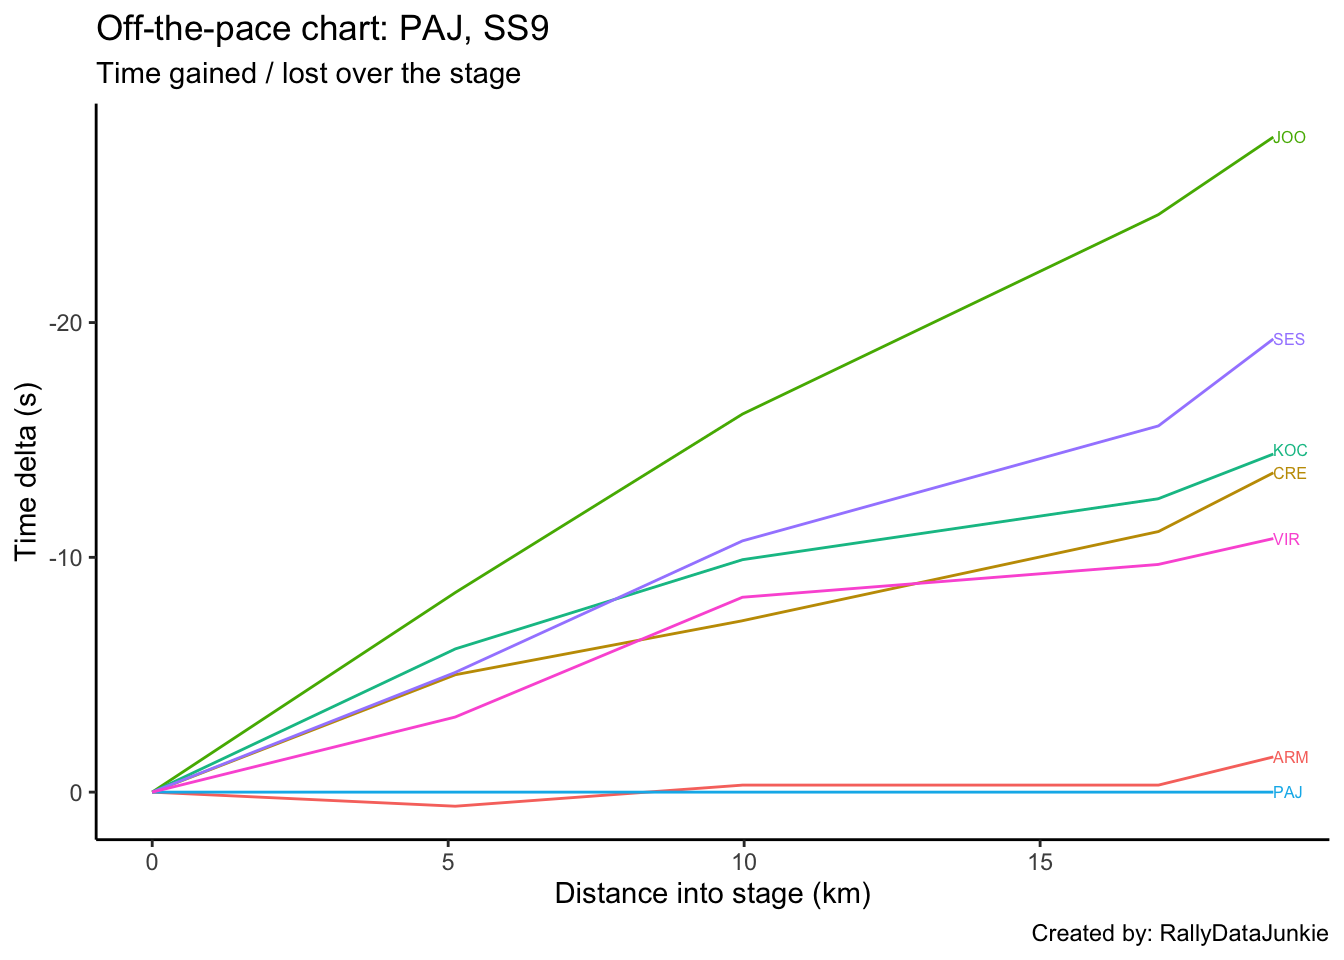 Off-the-pace chart: PAJ, SS9
Time gained / lost over the stage
JOO
-20
SES
KOC
CRE
VIR
-10
ARM
PAJ
0
Time delta (s)
0 5 10 15
Distance into stage (km)
Created by: RallyDataJunkie